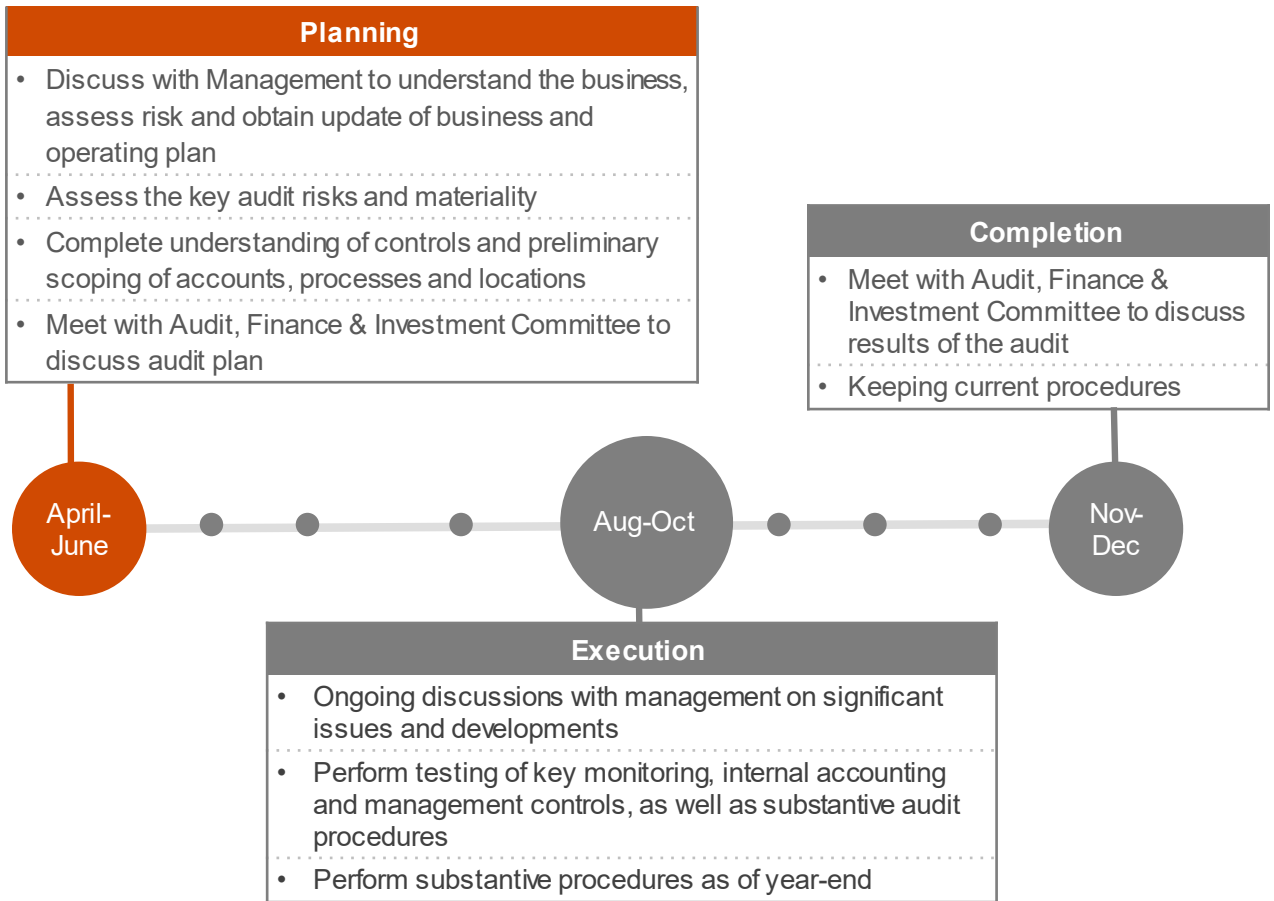 Planning
• Discuss with Management to understand the business,
assess risk and obtain update of business and
operating plan
• Assess the key audit risks and materiality
• Complete understanding of controls and preliminary
scoping of accounts, processes and locations
• Meet with Audit, Finance & Investment Committee to
discuss audit plan
Completion
• Meet with Audit, Finance &
Investment Committee to discuss
results of the audit
• Keeping current procedures
April-
June
Aug-Oct
Nov-
Dec
Execution
• Ongoing discussions with management on significant
issues and developments
• Perform testing of key monitoring, internal accounting
and management controls, as well as substantive audit
procedures
• Perform substantive procedures as of year-end